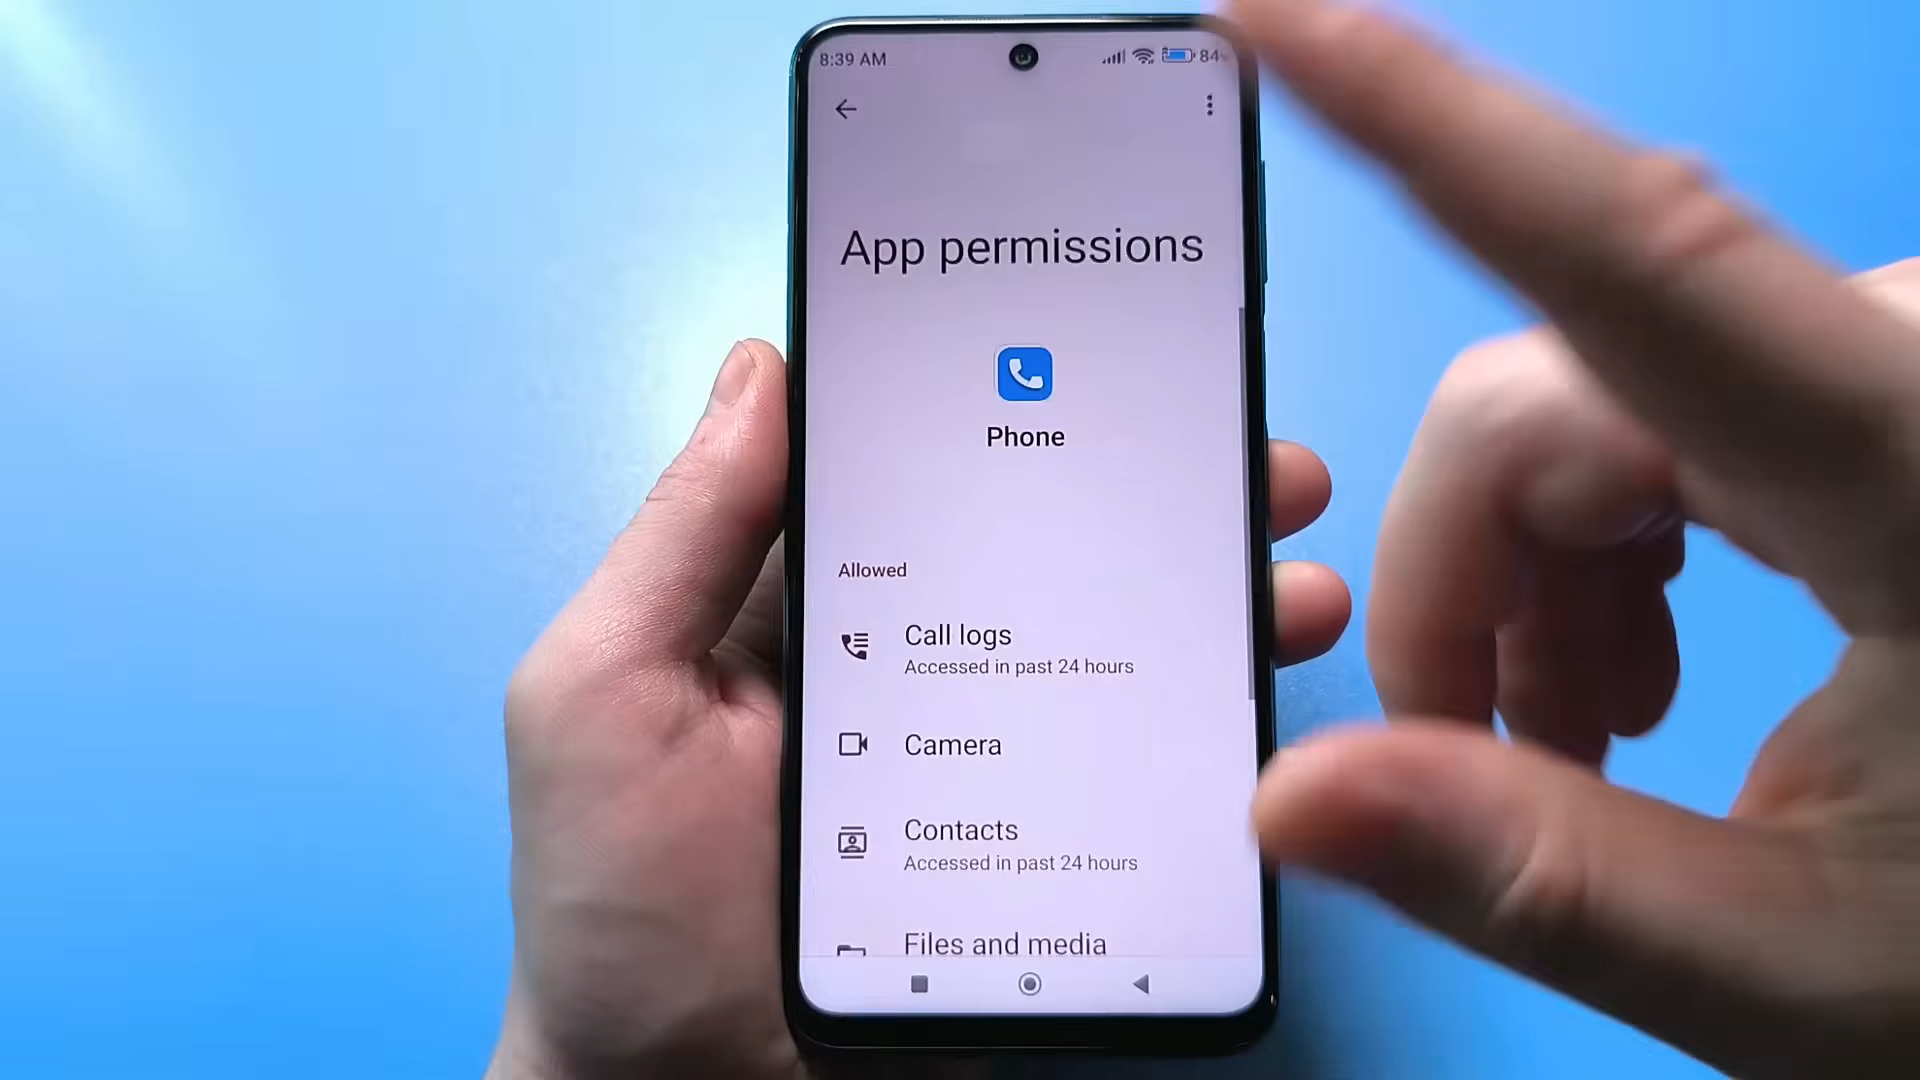 8:39 AM
84
App permissions
Phone
Allowed
Call logs
Accessed in past 24 hours
Camera
Contacts
Accessed in past 24 hours
Files and media